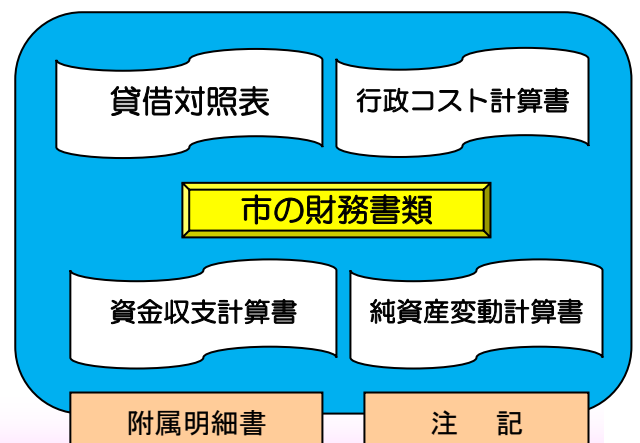 貸借対照表
行政コスト計算書
市の財務書類
資金収支計算書
純資産変動計算書
附属明細書
注　記